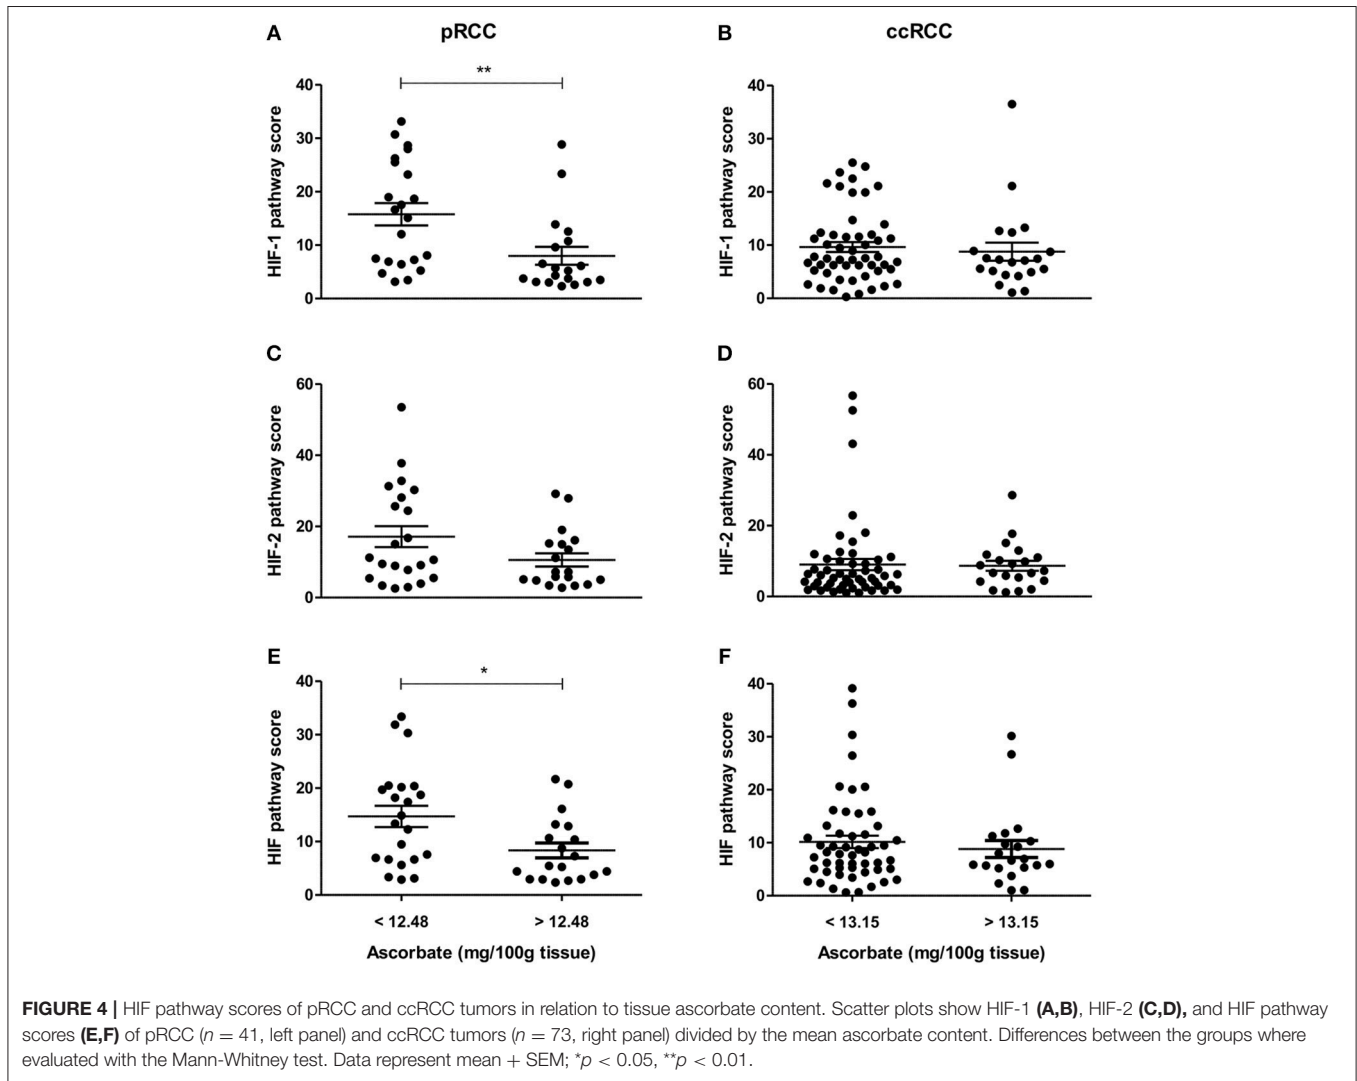 A pRCC B ccRCC
**
40
30
20
10
0
HIF-1 pathway score
40
30
20
10
0
HIF-1 pathway score
C D
60
40
20
0
HIF-2 pathway score
60
40
20
0
HIF-2 pathway score
E F
*
40
30
20
10
0
HIF pathway score
40
30
20
10
0
HIF pathway score
< 12.48 > 12.48 < 13.15 > 13.15
Ascorbate (mg/100g tissue) Ascorbate (mg/100g tissue)
FIGURE 4 | HIF pathway scores of pRCC and ccRCC tumors in relation to tissue ascorbate content. Scatter plots show HIF-1 (A,B), HIF-2 (C,D), and HIF pathway
scores (E,F) of pRCC (n = 41, left panel) and ccRCC tumors (n = 73, right panel) divided by the mean ascorbate content. Differences between the groups where
evaluated with the Mann-Whitney test. Data represent mean + SEM; *p < 0.05, **p < 0.01.